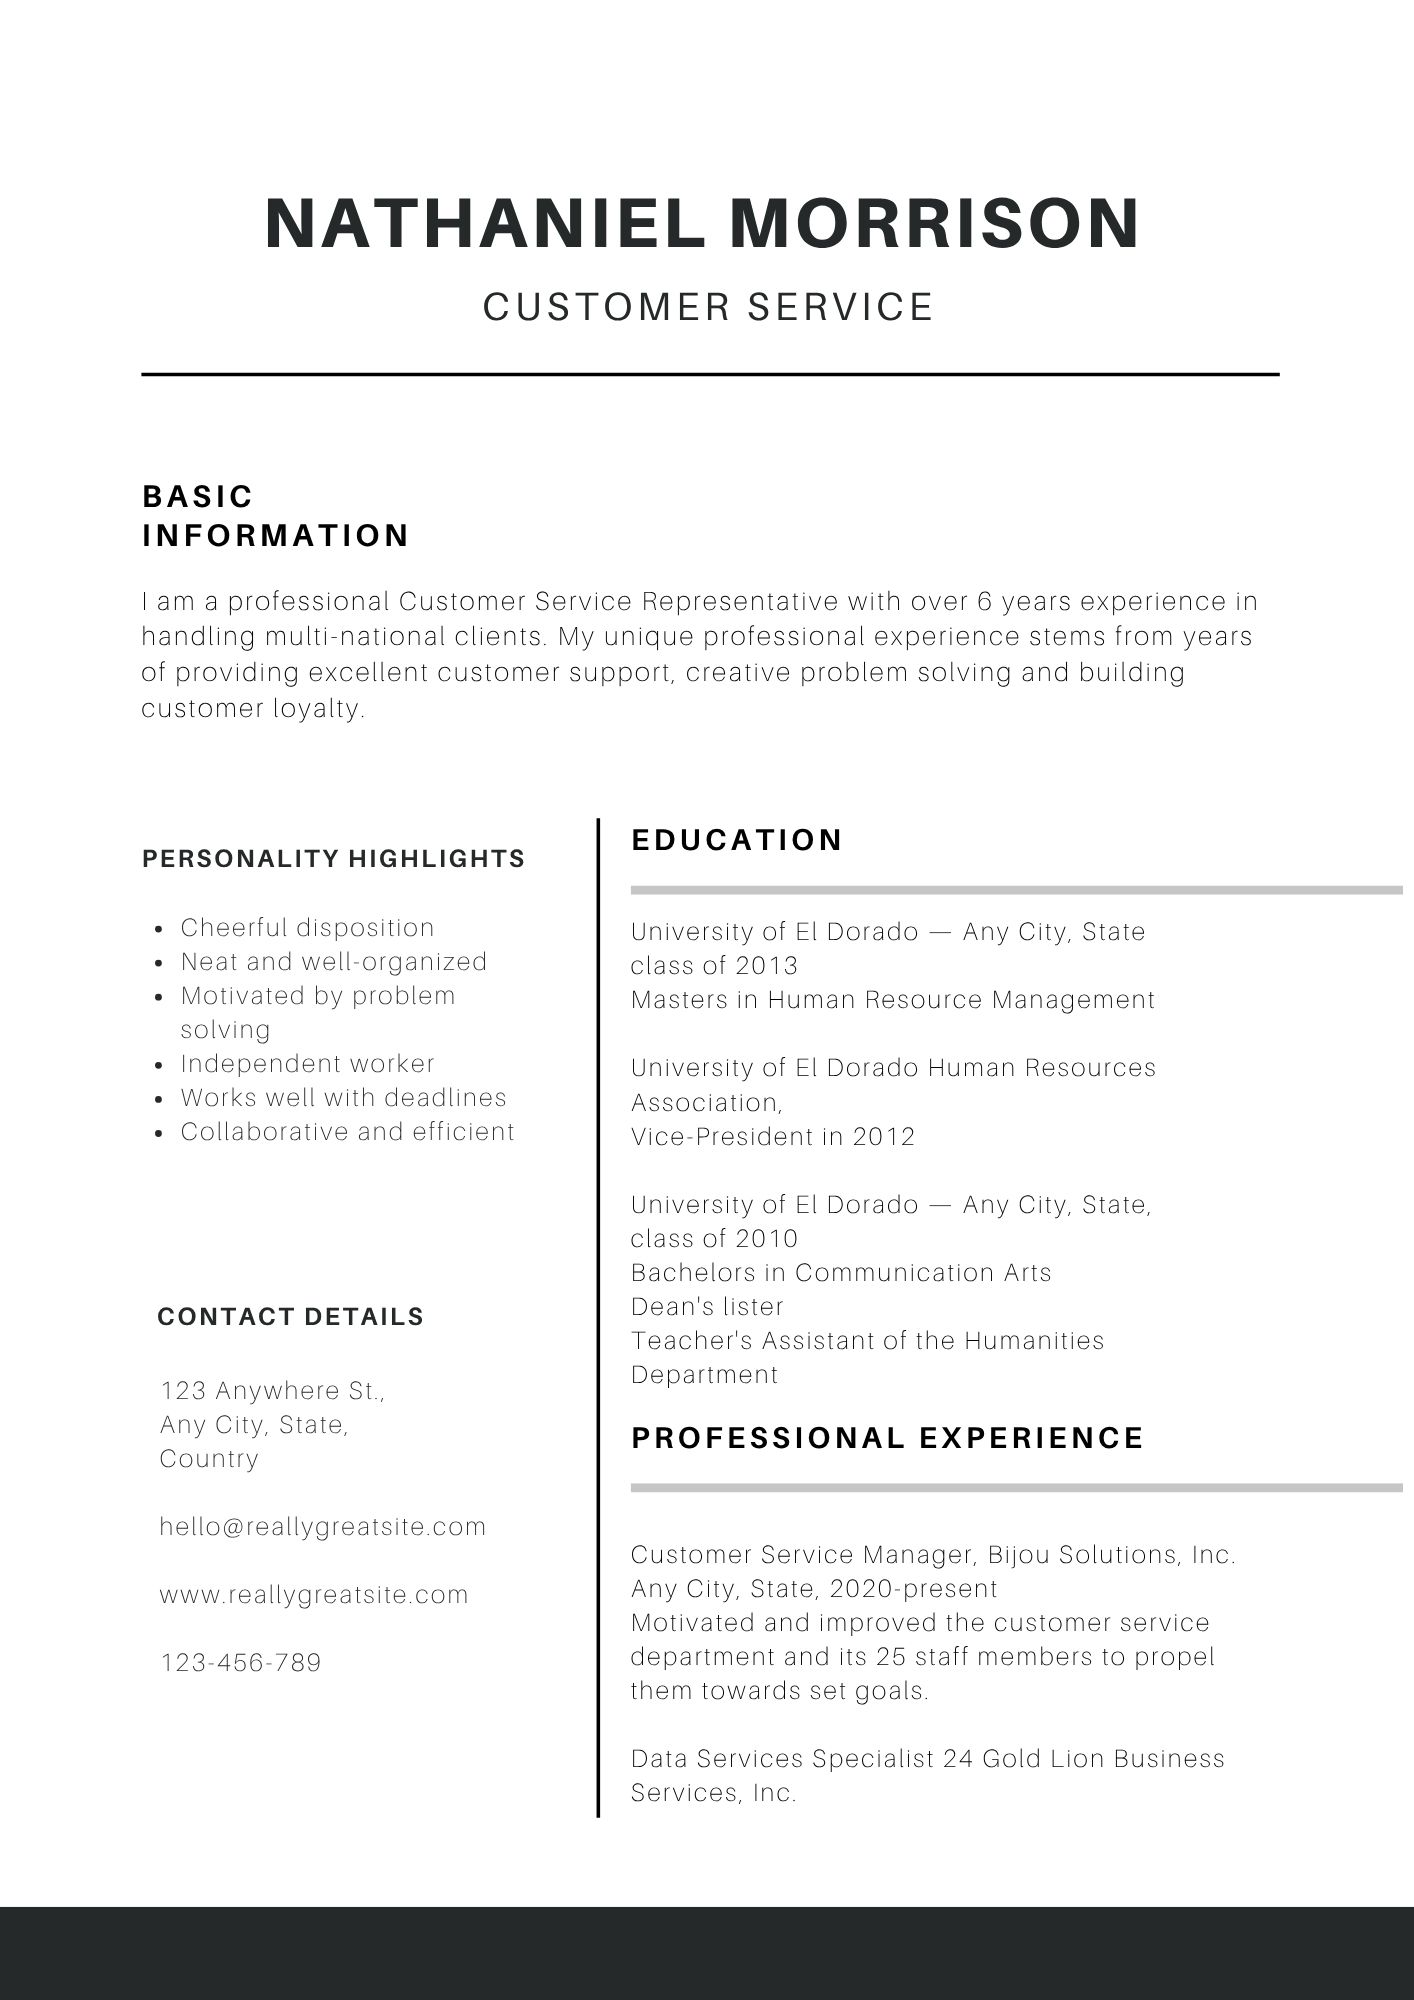 NATHANIEL MORRISON
CUSTOMER SERVICE
BASIC
INFORMATION
I am a professional Customer Service Representative with over 6 years experience in
handling multi-national clients. My unique professional experience stems from years
of providing excellent customer support, creative problem solving and building
customer loyalty.
PERSONALITY HIGHLIGHTS
• Cheerful disposition
• Neat and well-organized
• Motivated by problem
solving
• Independent worker
• Works well with deadlines
• Collaborative and efficient
CONTACT DETAILS
123 Anywhere St.,
Any City, State,
Country
hello@reallygreatsite.com
www.reallygreatsite.com
123-456-789
EDUCATION
University of El Dorado — Any City, State
class of 2013
Masters in Human Resource Management
University of El Dorado Human Resources
Association,
Vice-President in 2012
University of El Dorado — Any City, State,
class of 2010
Bachelors in Communication Arts
Dean's lister
Teacher's Assistant of the Humanities
Department
PROFESSIONAL EXPERIENCE
Customer Service Manager, Bijou Solutions, Inc.
Any City, State, 2020-present
Motivated and improved the customer service
department and its 25 staff members to propel
them towards set goals.
Data Services Specialist 24 Gold Lion Business
Services, Inc.